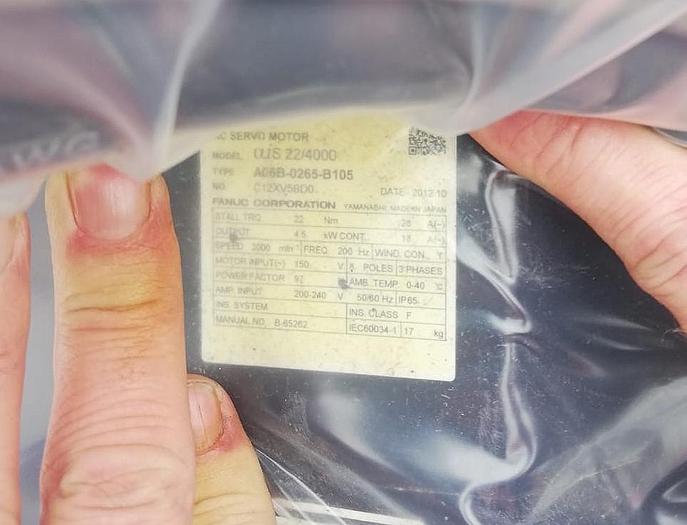 AC SERVO MOTOR
MODEL αiS 22/4000
TYPE A06B-0265-B105
NO. C12XV58D0 DATE 2012.10
FANUC CORPORATION YAMANASHI, MADE IN JAPAN
STALL TRQ 22 Nm 28 A(~)
OUTPUT 4.5 kW CONT. 18 A(~)
SPEED 3000 min⁻¹ FREQ. 200 Hz WIND. CON. Y
MOTOR INPUT(~) 150 V 8 POLES 3 PHASES
POWER FACTOR 97 AMB. TEMP. 0-40 ℃
AMP. INPUT 200-240 V 50/60 Hz IP65
INS. SYSTEM INS. CLASS F
MANUAL NO. B-65262 IEC60034-1 17 kg